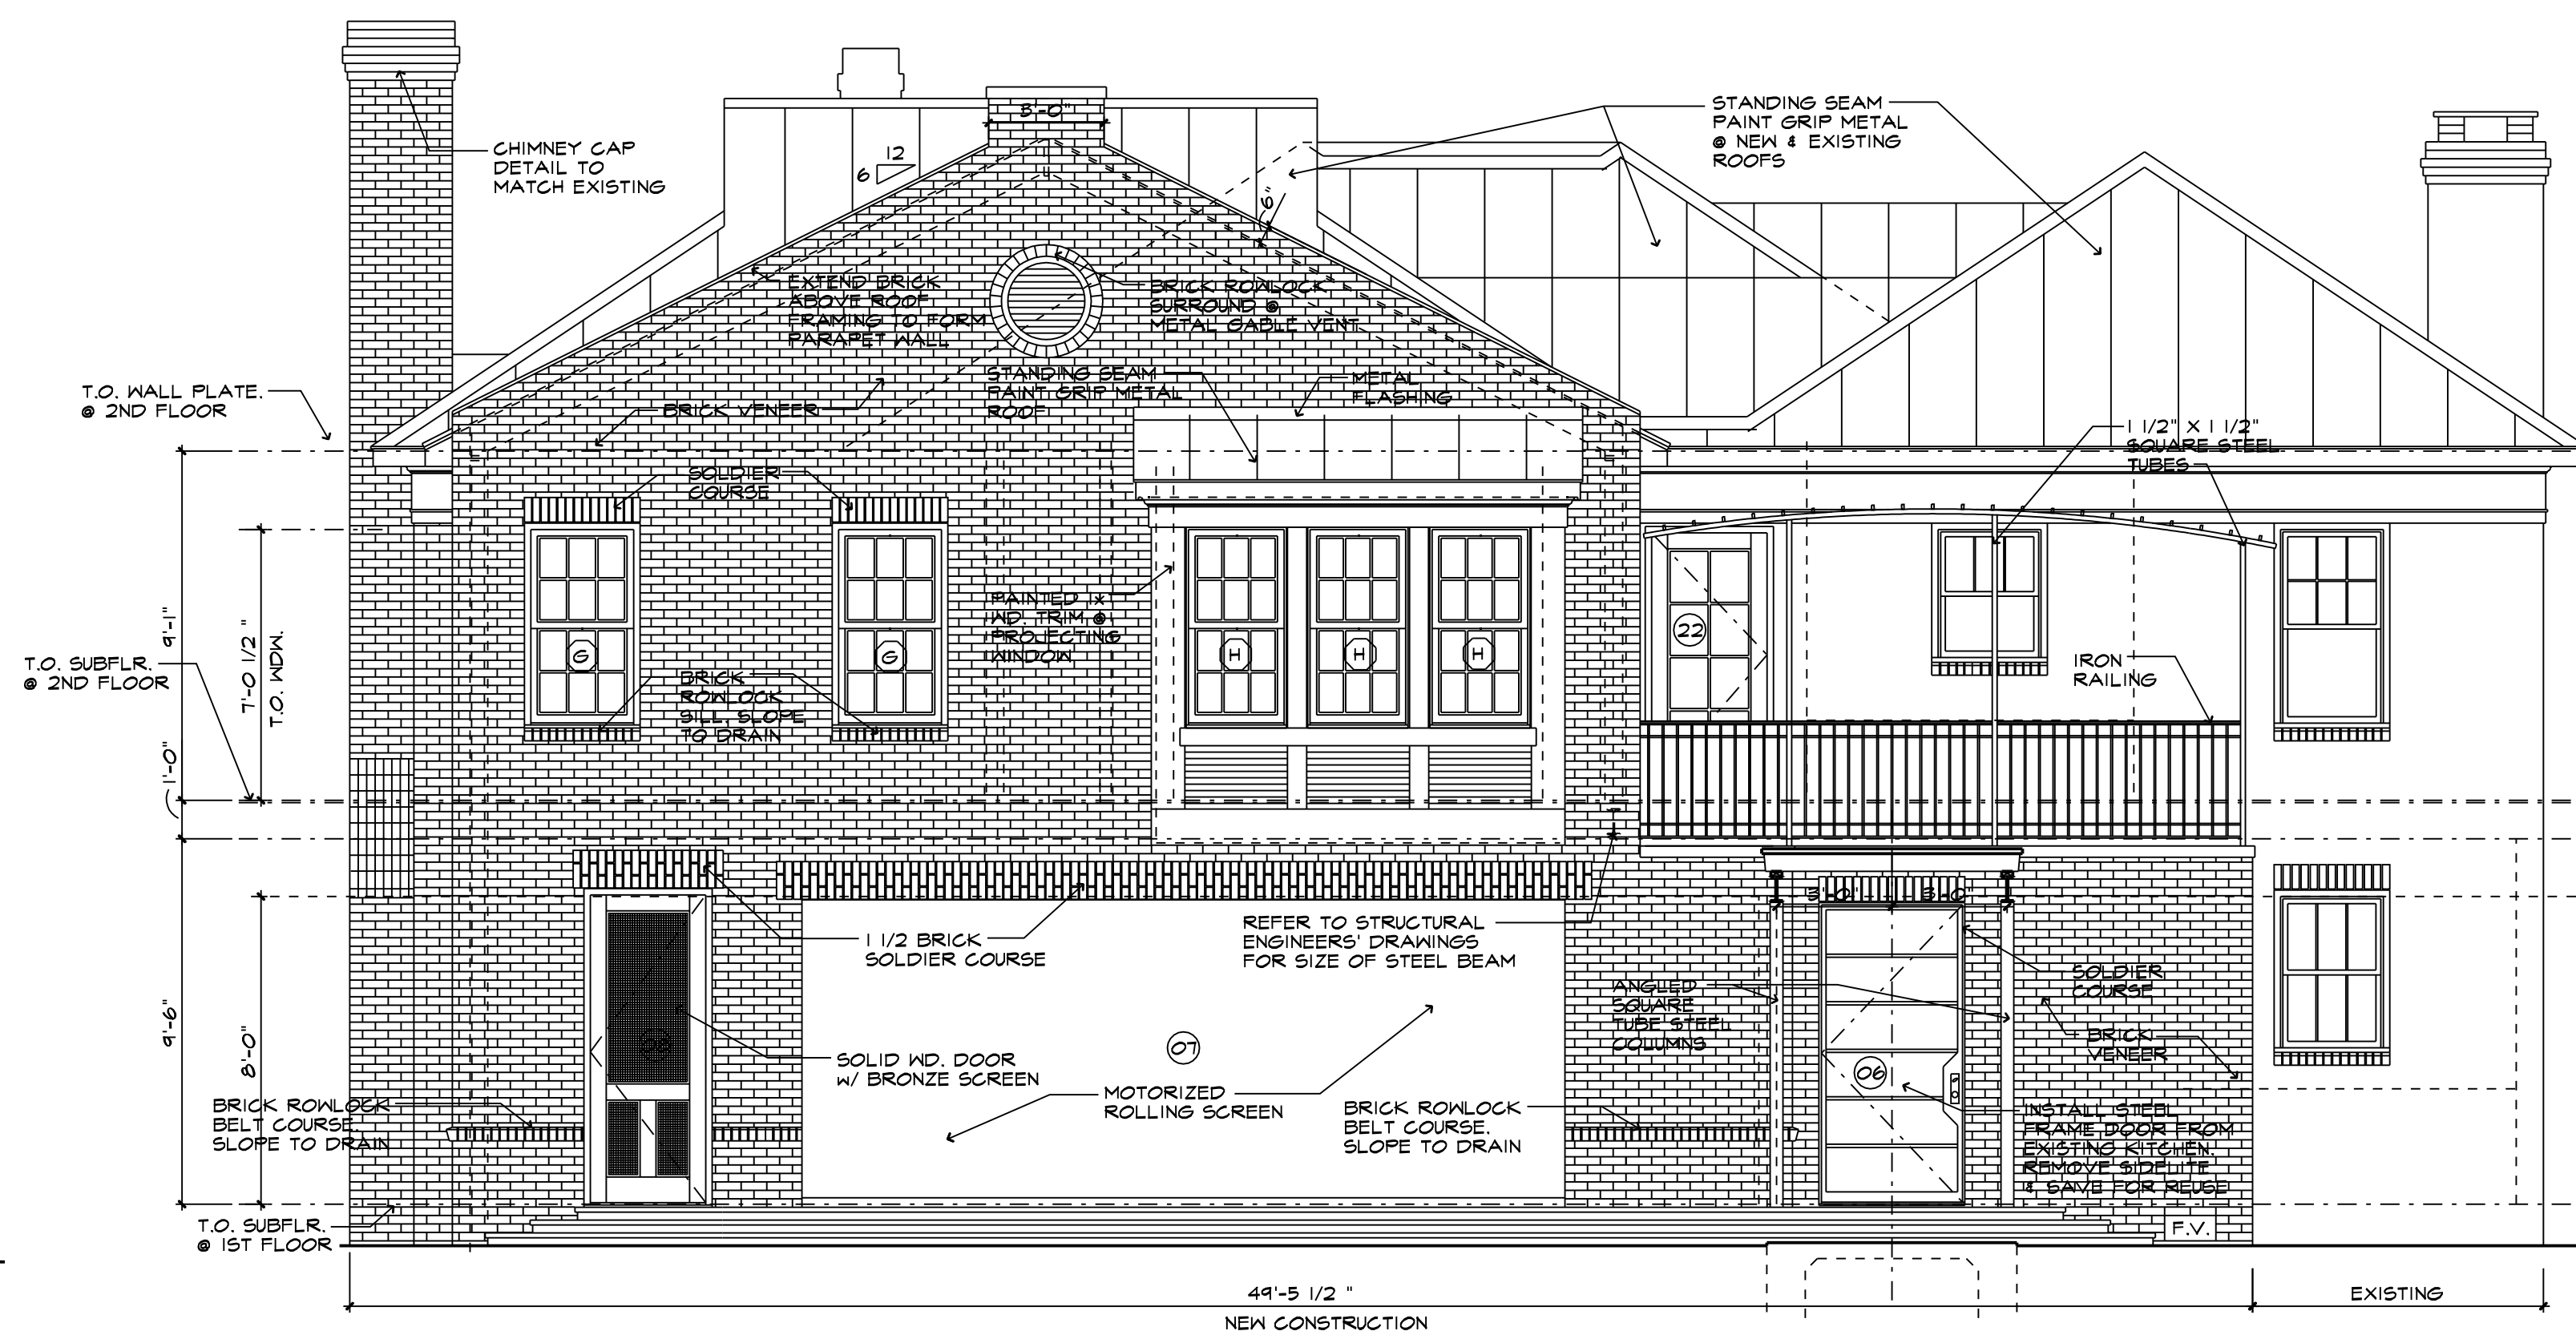 CHIMNEY CAP
DETAIL TO
MATCH EXISTING
3'-0"
12
6
6"
STANDING SEAM
PAINT GRIP METAL
@ NEW & EXISTING
ROOFS
EXTEND BRICK
ABOVE ROOF
FRAMING TO FORM
PARAPET WALL
BRICK ROWLOCK
SURROUND @
METAL GABLE VENT
T.O. WALL PLATE.
@ 2ND FLOOR
BRICK VENEER
STANDING SEAM
PAINT GRIP METAL
ROOF
METAL
FLASHING
1 1/2" X 1 1/2"
SQUARE STEEL
TUBES
SOLDIER
COURSE
PAINTED 1x
WD. TRIM @
PROJECTING
WINDOW
G
G
H
H
H
22
9'-1"
7'-0 1/2 "
T.O. WDW.
T.O. SUBFLR.
@ 2ND FLOOR
IRON
RAILING
BRICK
ROWLOCK
SILL. SLOPE
TO DRAIN
1'-0"
3'-0"
3'-0"
1 1/2 BRICK
SOLDIER COURSE
REFER TO STRUCTURAL
ENGINEERS' DRAWINGS
FOR SIZE OF STEEL BEAM
ANGLED
SQUARE
TUBE STEEL
COLUMNS
SOLDIER
COURSE
BRICK
VENEER
9'-6"
8'-0"
08
07
06
SOLID WD. DOOR
w/ BRONZE SCREEN
MOTORIZED
ROLLING SCREEN
BRICK ROWLOCK
BELT COURSE.
SLOPE TO DRAIN
BRICK ROWLOCK
BELT COURSE.
SLOPE TO DRAIN
INSTALL STEEL
FRAME DOOR FROM
EXISTING KITCHEN.
REMOVE SIDELITE
& SAVE FOR REUSE
T.O. SUBFLR.
@ 1ST FLOOR
F.V.
49'-5 1/2 "
NEW CONSTRUCTION
EXISTING